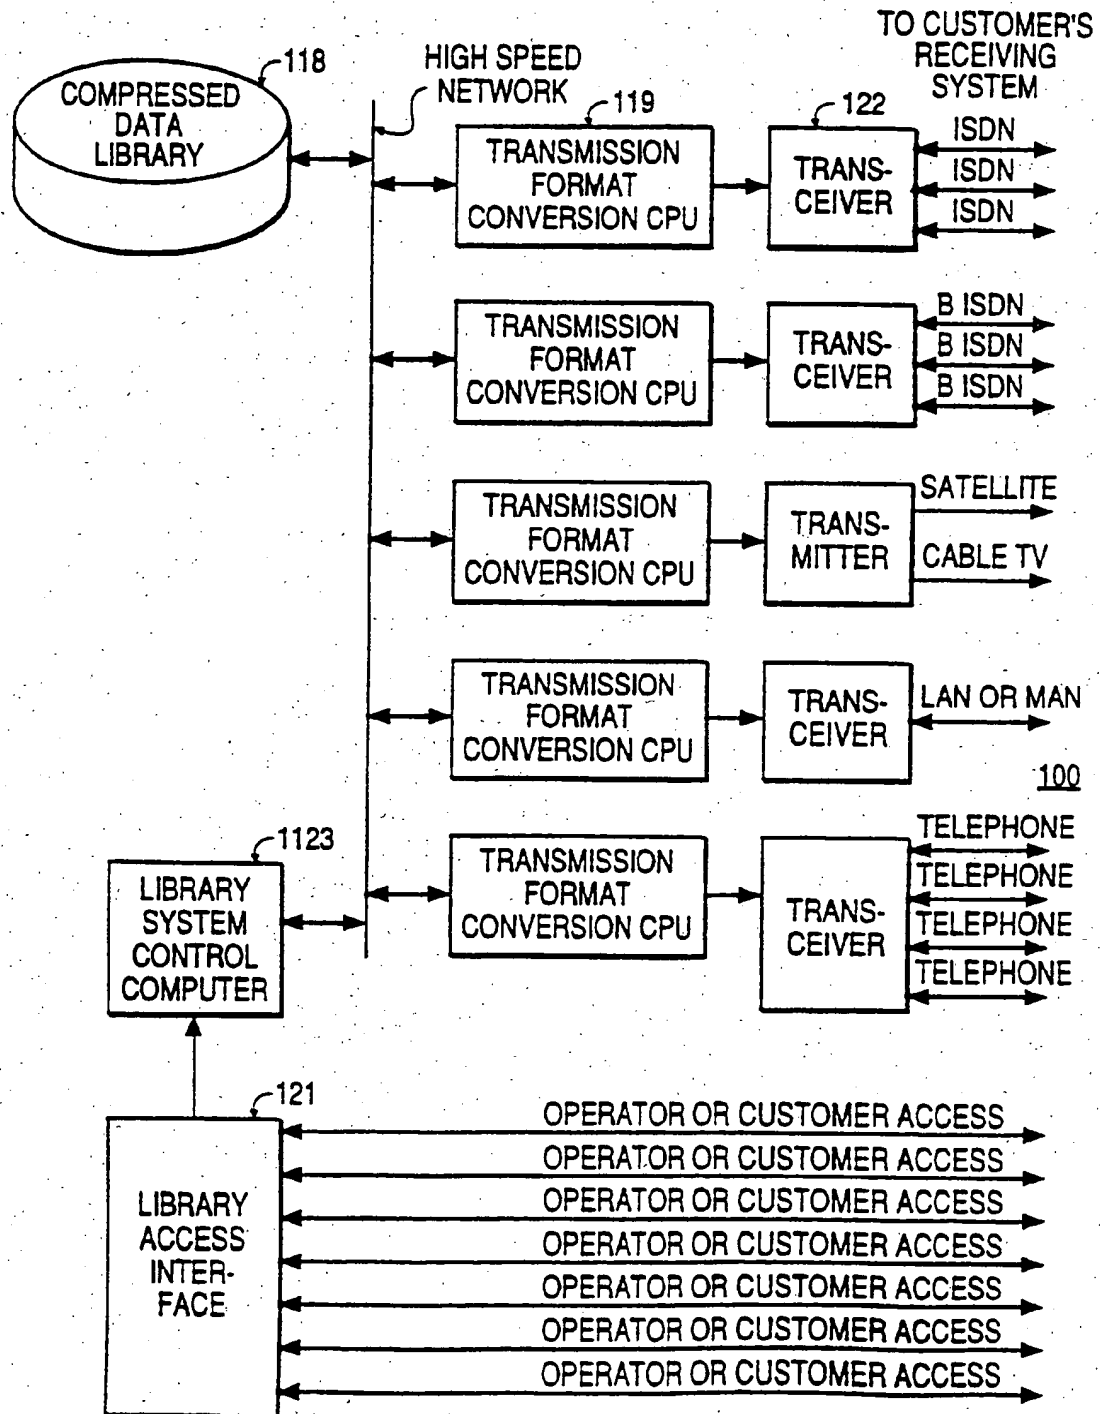 TO CUSTOMER'S
RECEIVING
SYSTEM
118
COMPRESSED
DATA
LIBRARY
HIGH SPEED
NETWORK
119
TRANSMISSION
FORMAT
CONVERSION CPU
122
TRANS-
CEIVER
ISDN
ISDN
ISDN
TRANSMISSION
FORMAT
CONVERSION CPU
TRANS-
CEIVER
B ISDN
B ISDN
B ISDN
TRANSMISSION
FORMAT
CONVERSION CPU
TRANS-
MITTER
SATELLITE
CABLE TV
TRANSMISSION
FORMAT
CONVERSION CPU
TRANS-
CEIVER
LAN OR MAN
100
1123
LIBRARY
SYSTEM
CONTROL
COMPUTER
TRANSMISSION
FORMAT
CONVERSION CPU
TRANS-
CEIVER
TELEPHONE
TELEPHONE
TELEPHONE
TELEPHONE
121
LIBRARY
ACCESS
INTER-
FACE
OPERATOR OR CUSTOMER ACCESS
OPERATOR OR CUSTOMER ACCESS
OPERATOR OR CUSTOMER ACCESS
OPERATOR OR CUSTOMER ACCESS
OPERATOR OR CUSTOMER ACCESS
OPERATOR OR CUSTOMER ACCESS
OPERATOR OR CUSTOMER ACCESS